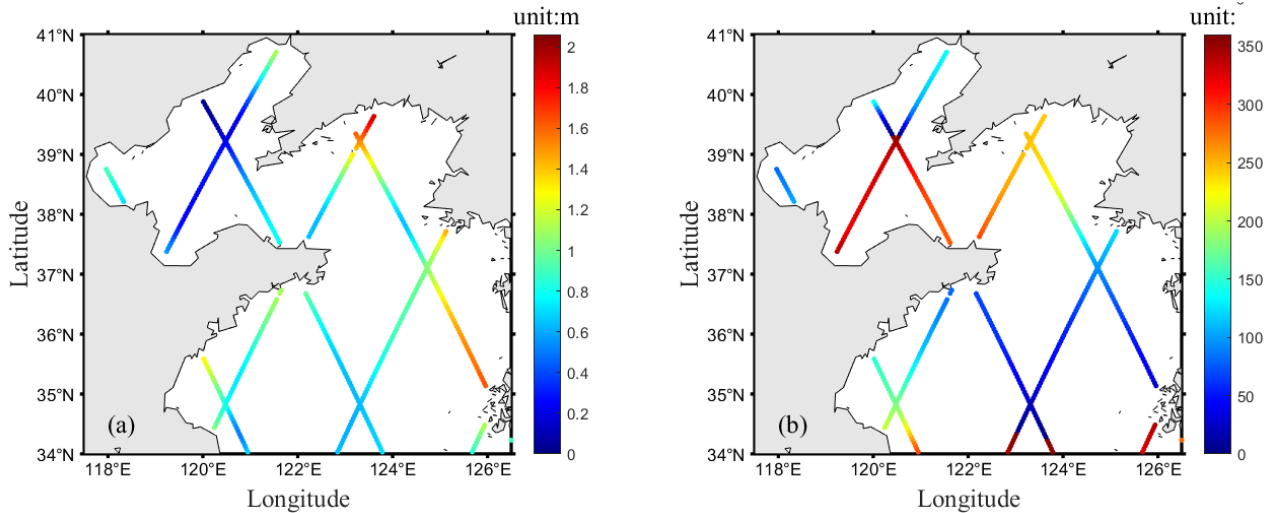 unit:m
41°N
40°N
39°N
38°N
37°N
36°N
35°N
34°N
118°E 120°E 122°E 124°E 126°E
Latitude
Longitude
(a)
2
1.8
1.6
1.4
1.2
1
0.8
0.6
0.4
0.2
0
unit:°
41°N
40°N
39°N
38°N
37°N
36°N
35°N
34°N
118°E 120°E 122°E 124°E 126°E
Latitude
Longitude
(b)
350
300
250
200
150
100
50
0